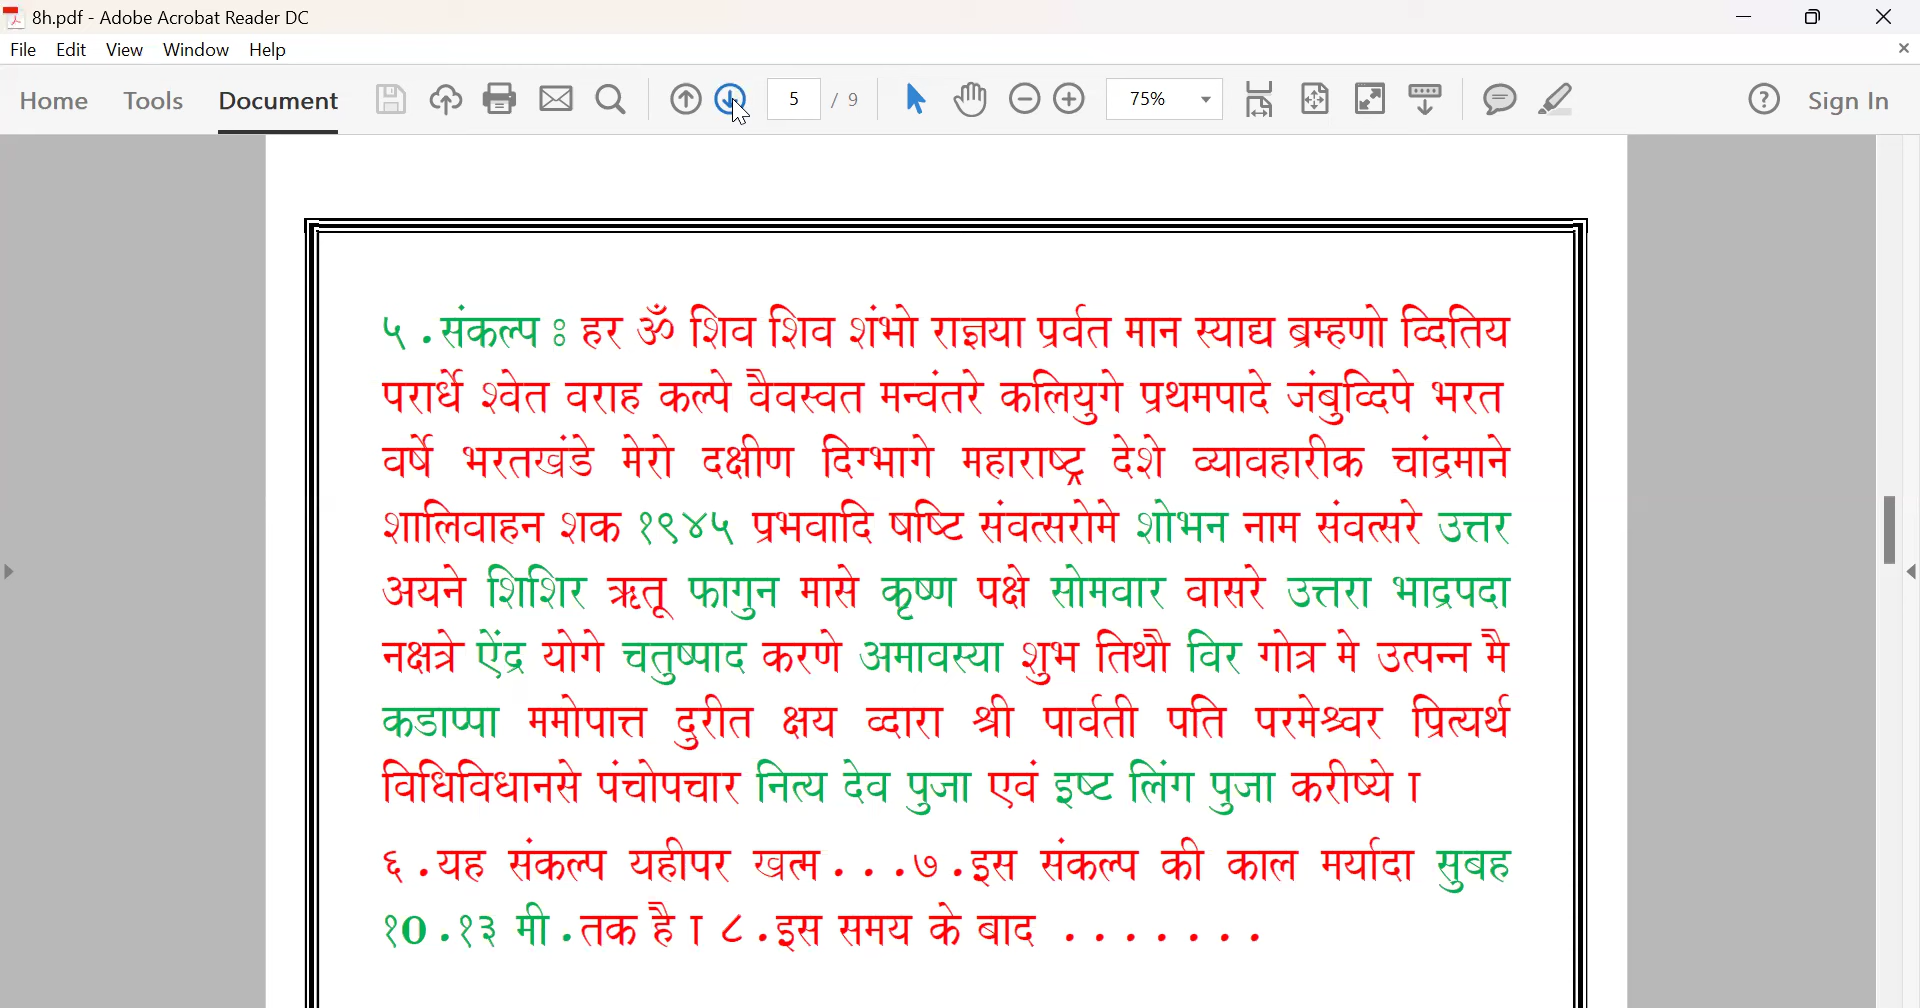 8h.pdf - Adobe Acrobat Reader DC
File Edit View Window Help
Home Tools Document 5 / 9 75% Sign In
५.संकल्प ः हर ॐ शिव शिव शंभो राज्ञया प्रर्वत मान स्याद्य ब्रम्हणो व्दितिय
परार्धे श्वेत वराह कल्पे वैवस्वत मन्वंतरे कलियुगे प्रथमपादे जंबुव्दिपे भरत
वर्षे भरतखंडे मेरो दक्षीण दिग्भागे महाराष्ट्र देशे व्यावहारीक चांद्रमाने
शालिवाहन शक १९४५ प्रभवादि षष्टि संवत्सरोमे शोभन नाम संवत्सरे उत्तर
अयने शिशिर ऋतू फागुन मासे कृष्ण पक्षे सोमवार वासरे उत्तरा भाद्रपदा
नक्षत्रे ऐंद्र योगे चतुष्पाद करणे अमावस्या शुभ तिथौ विर गोत्र मे उत्पन्न मै
कडाप्पा ममोपात्त दुरीत क्षय व्दारा श्री पार्वती पति परमेश्वर प्रित्यर्थ
विधिविधानसे पंचोपचार नित्य देव पुजा एवं इष्ट लिंग पुजा करीष्ये ।
६.यह संकल्प यहीपर खत्म...७.इस संकल्प की काल मर्यादा सुबह
१०.१३ मी.तक है । ८.इस समय के बाद .......